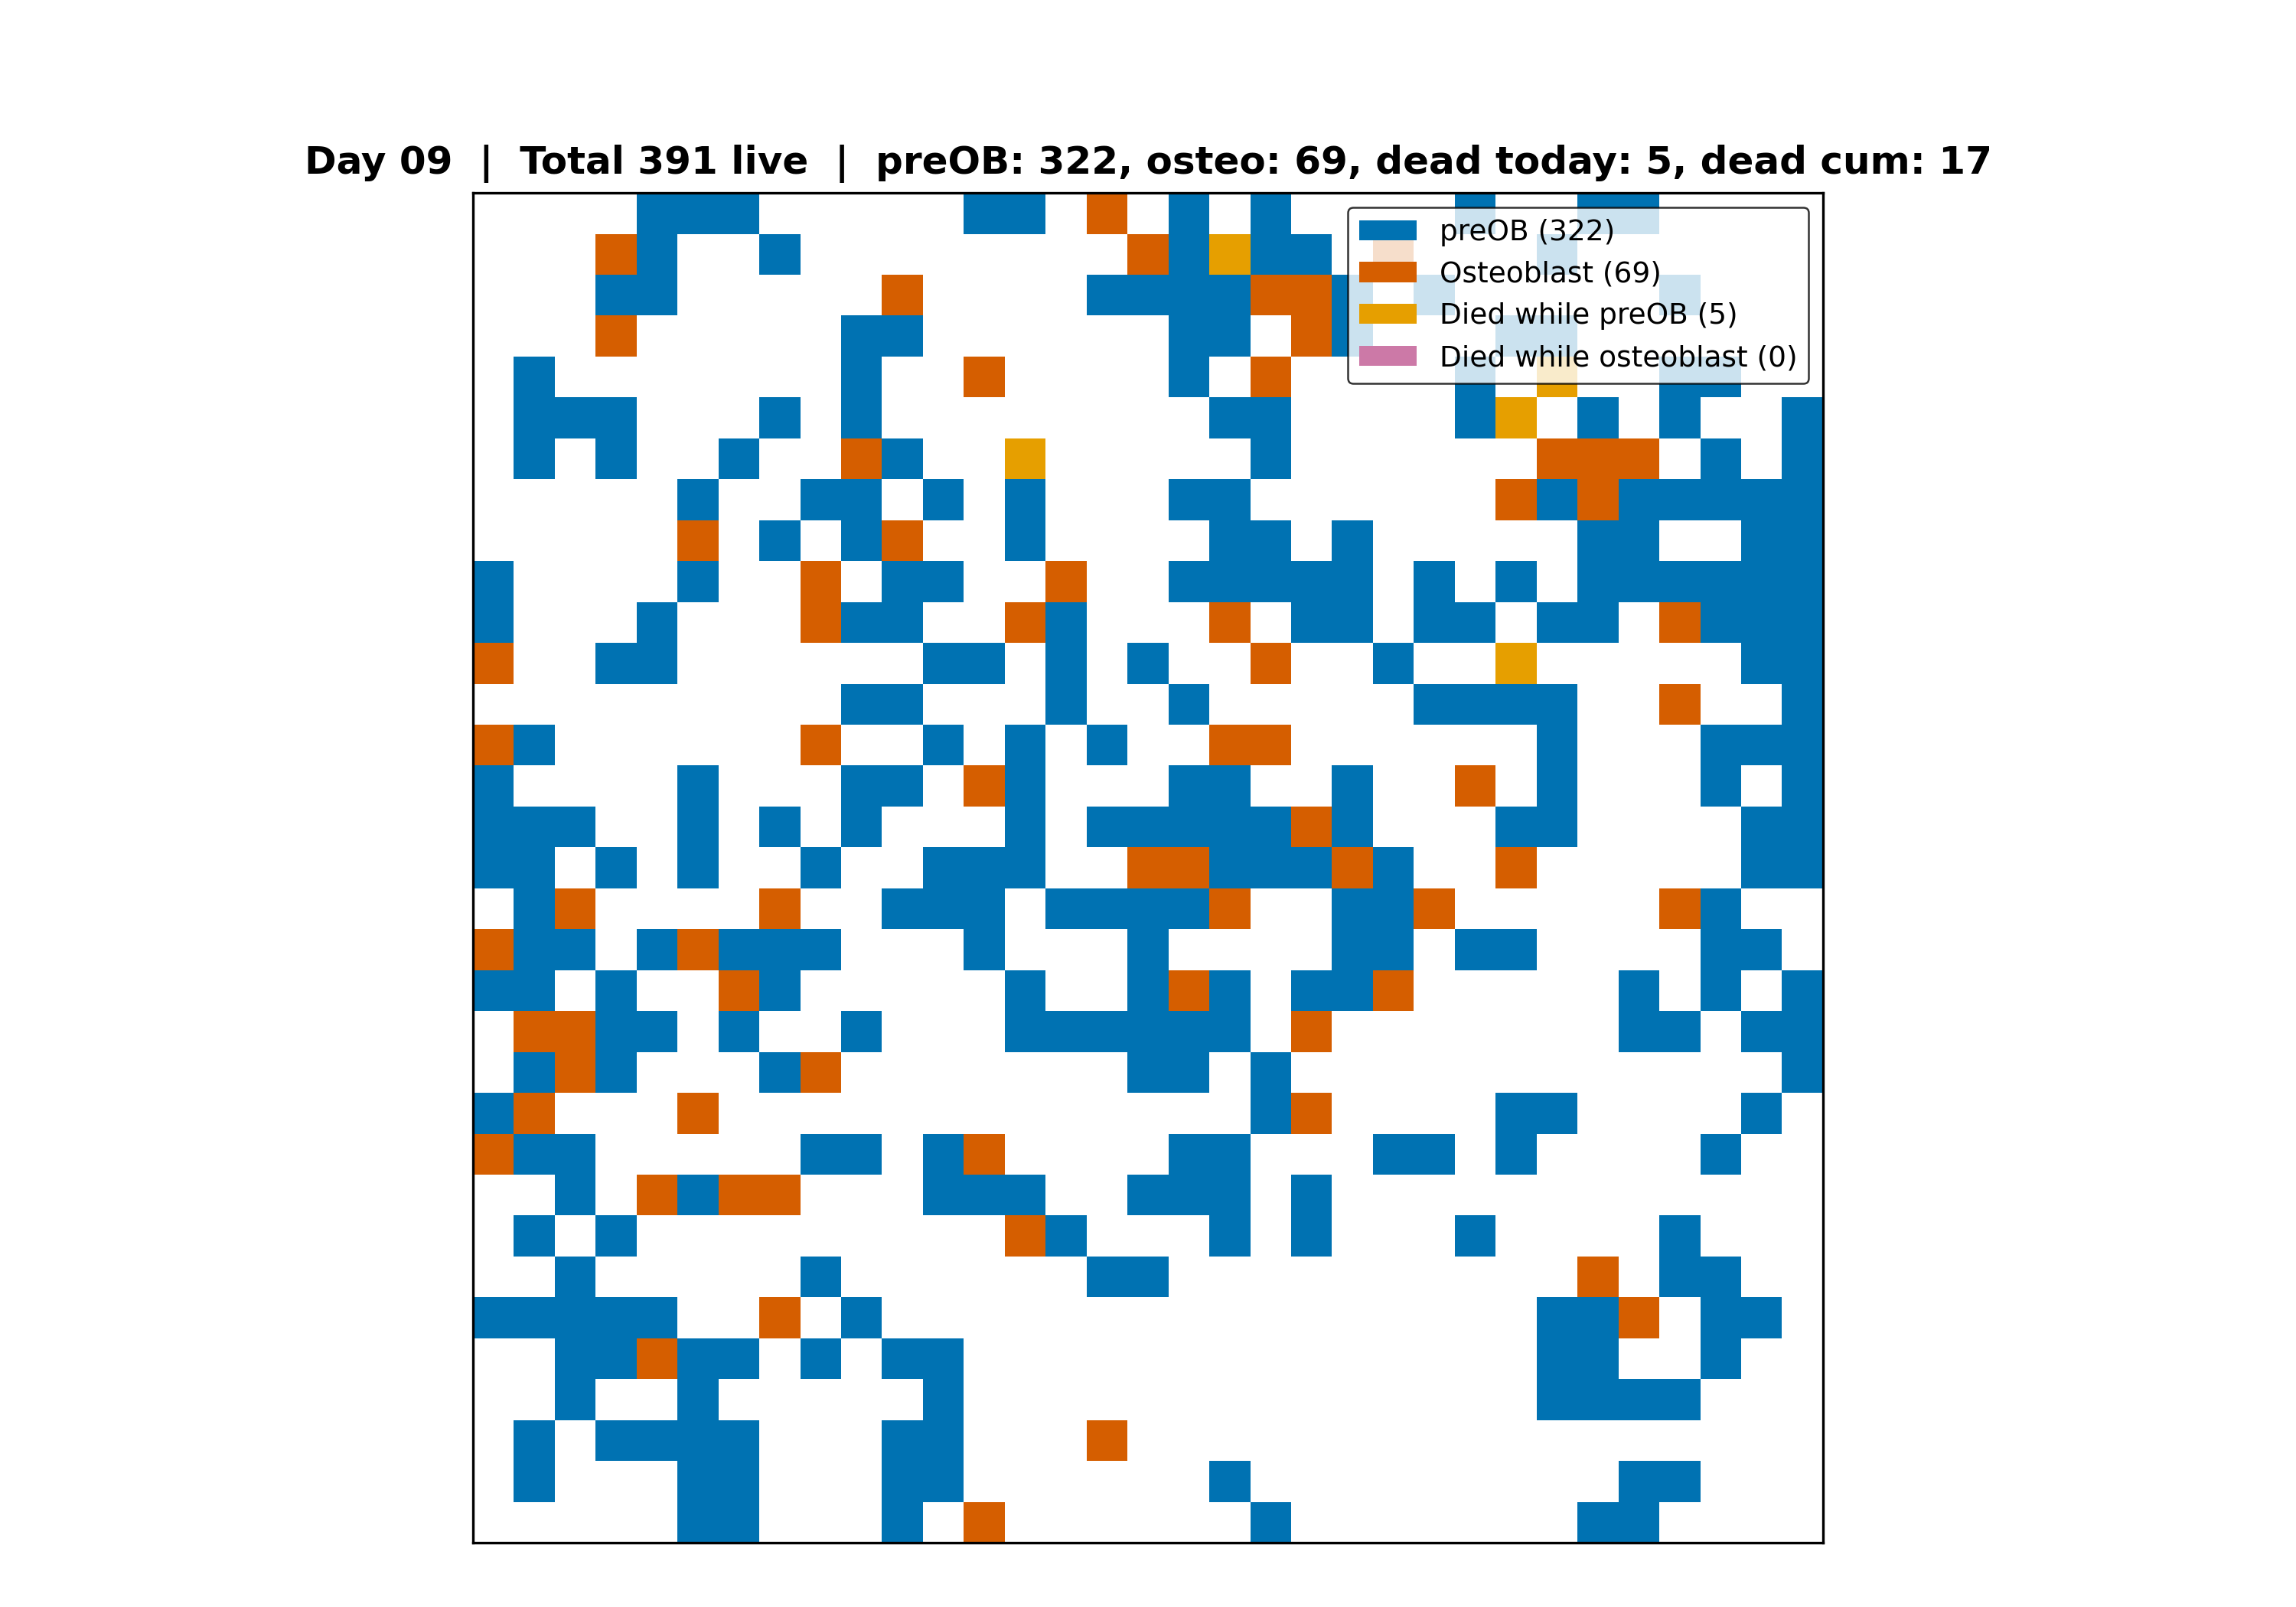 Day 09 | Total 391 live | preOB: 322, osteo: 69, dead today: 5, dead cum: 17
preOB (322)
Osteoblast (69)
Died while preOB (5)
Died while osteoblast (0)